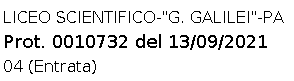 LICEO SCIENTIFICO-"G. GALILEI"-PA
Prot. 0010732 del 13/09/2021
04 (Entrata)